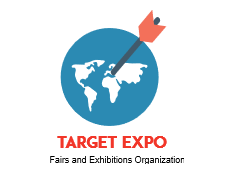 TARGET EXPO
Fairs and Exhibitions Organization